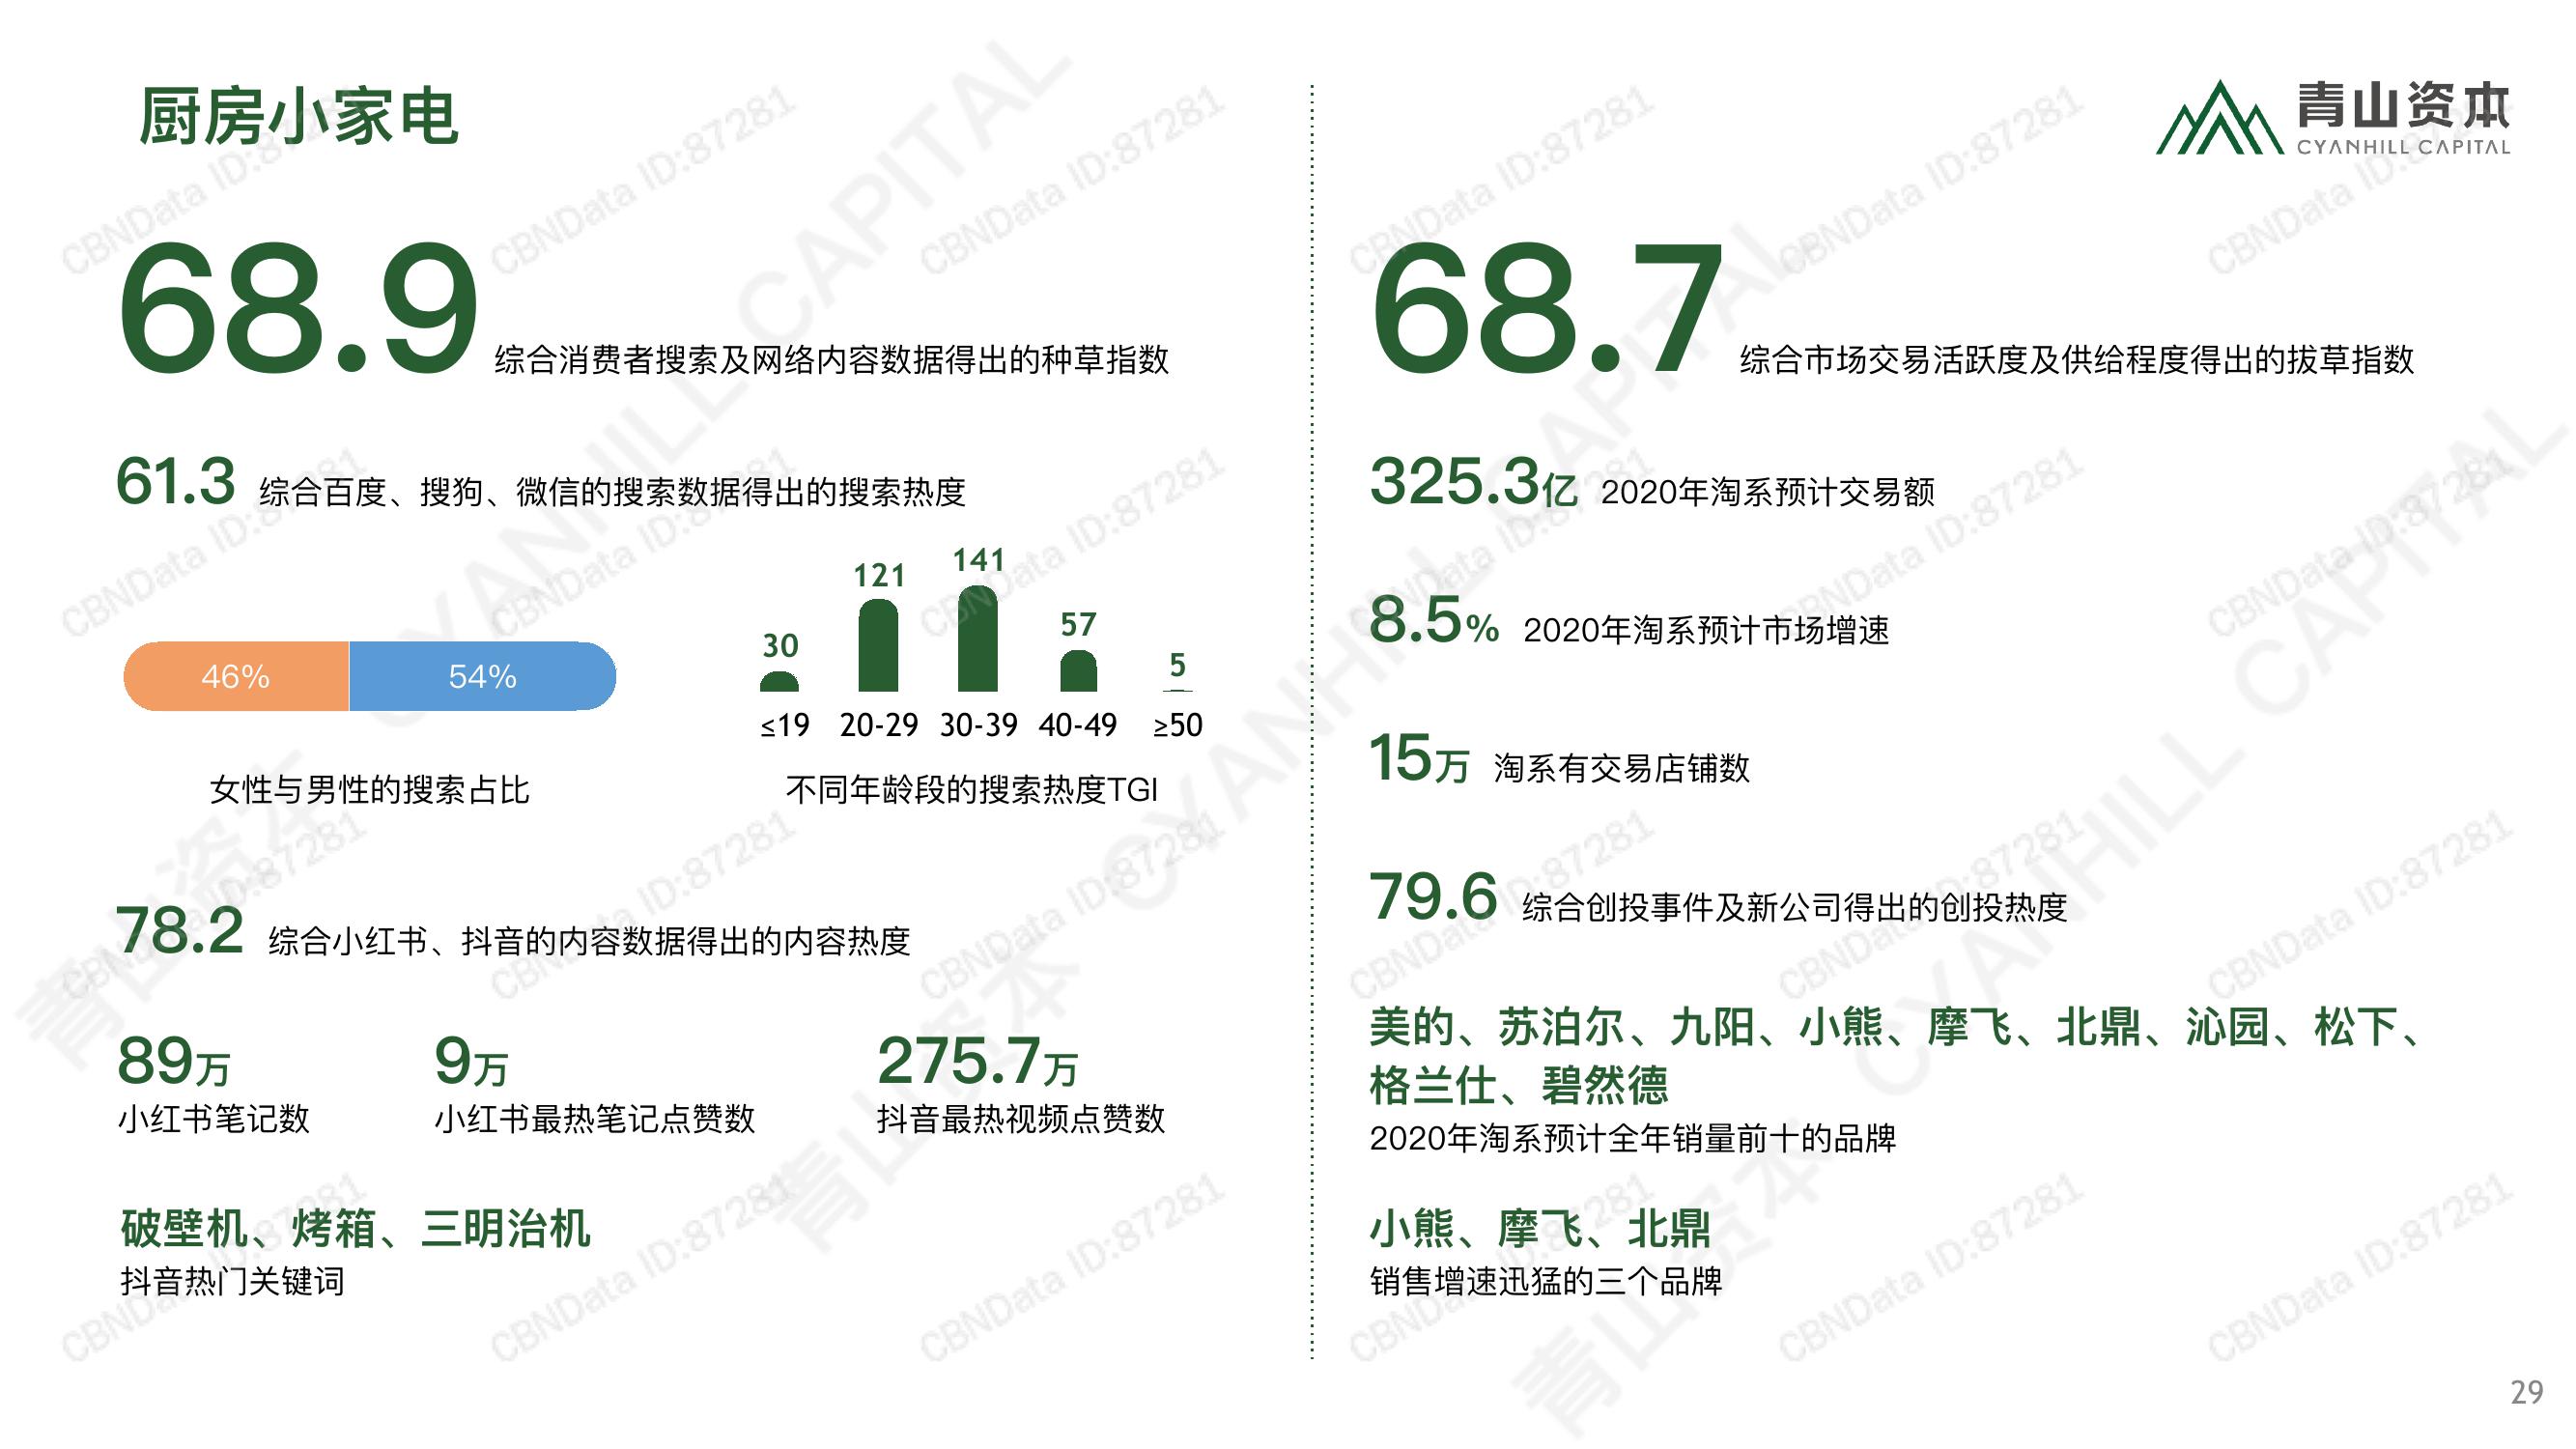 厨房小家电
青山资本
CYANHILL CAPITAL
68.9 综合消费者搜索及网络内容数据得出的种草指数
61.3 综合百度、搜狗、微信的搜索数据得出的搜索热度
46% 54%
女性与男性的搜索占比
30 121 141 57 5
≤19 20-29 30-39 40-49 ≥50
不同年龄段的搜索热度TGI
78.2 综合小红书、抖音的内容数据得出的内容热度
89万 9万 275.7万
小红书笔记数 小红书最热笔记点赞数 抖音最热视频点赞数
破壁机、烤箱、三明治机
抖音热门关键词
68.7 综合市场交易活跃度及供给程度得出的拔草指数
325.3亿 2020年淘系预计交易额
8.5% 2020年淘系预计市场增速
15万 淘系有交易店铺数
79.6 综合创投事件及新公司得出的创投热度
美的、苏泊尔、九阳、小熊、摩飞、北鼎、沁园、松下、
格兰仕、碧然德
2020年淘系预计全年销量前十的品牌
小熊、摩飞、北鼎
销售增速迅猛的三个品牌
29
CBNData ID:87281
青山资本 CYANHILL CAPITAL